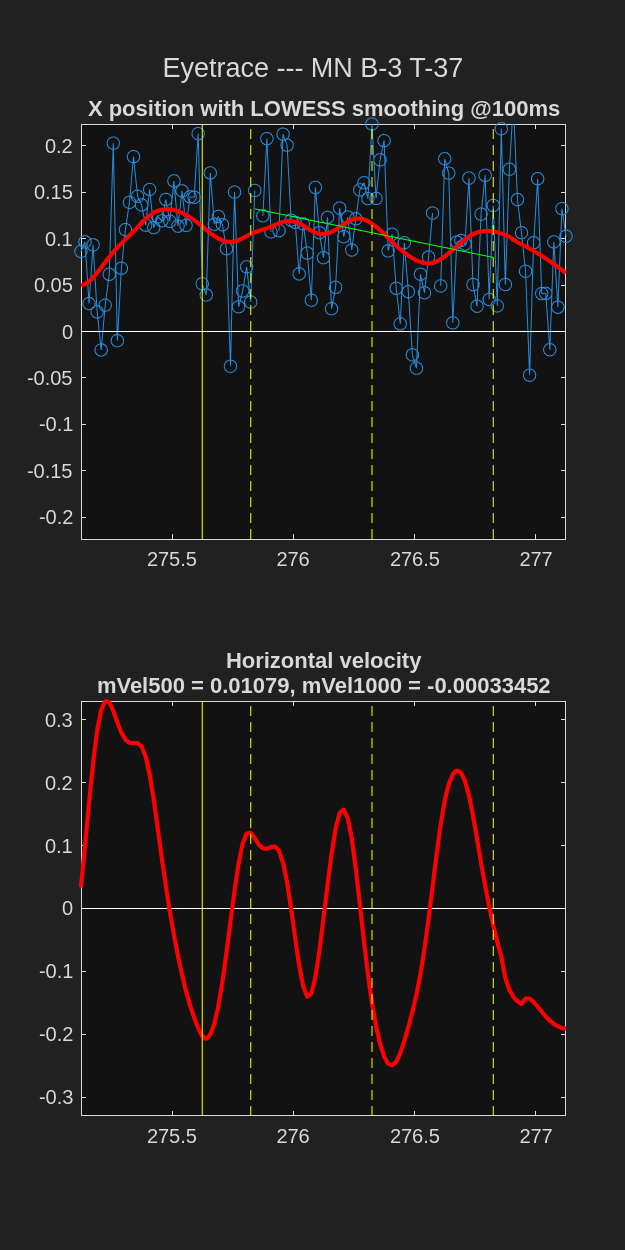 Eyetrace --- MN B-3 T-37
X position with LOWESS smoothing @100ms
0.2
0.15
0.1
0.05
0
-0.05
-0.1
-0.15
-0.2
275.5 276 276.5 277
Horizontal velocity
mVel500 = 0.01079, mVel1000 = -0.00033452
0.3
0.2
0.1
0
-0.1
-0.2
-0.3
275.5 276 276.5 277